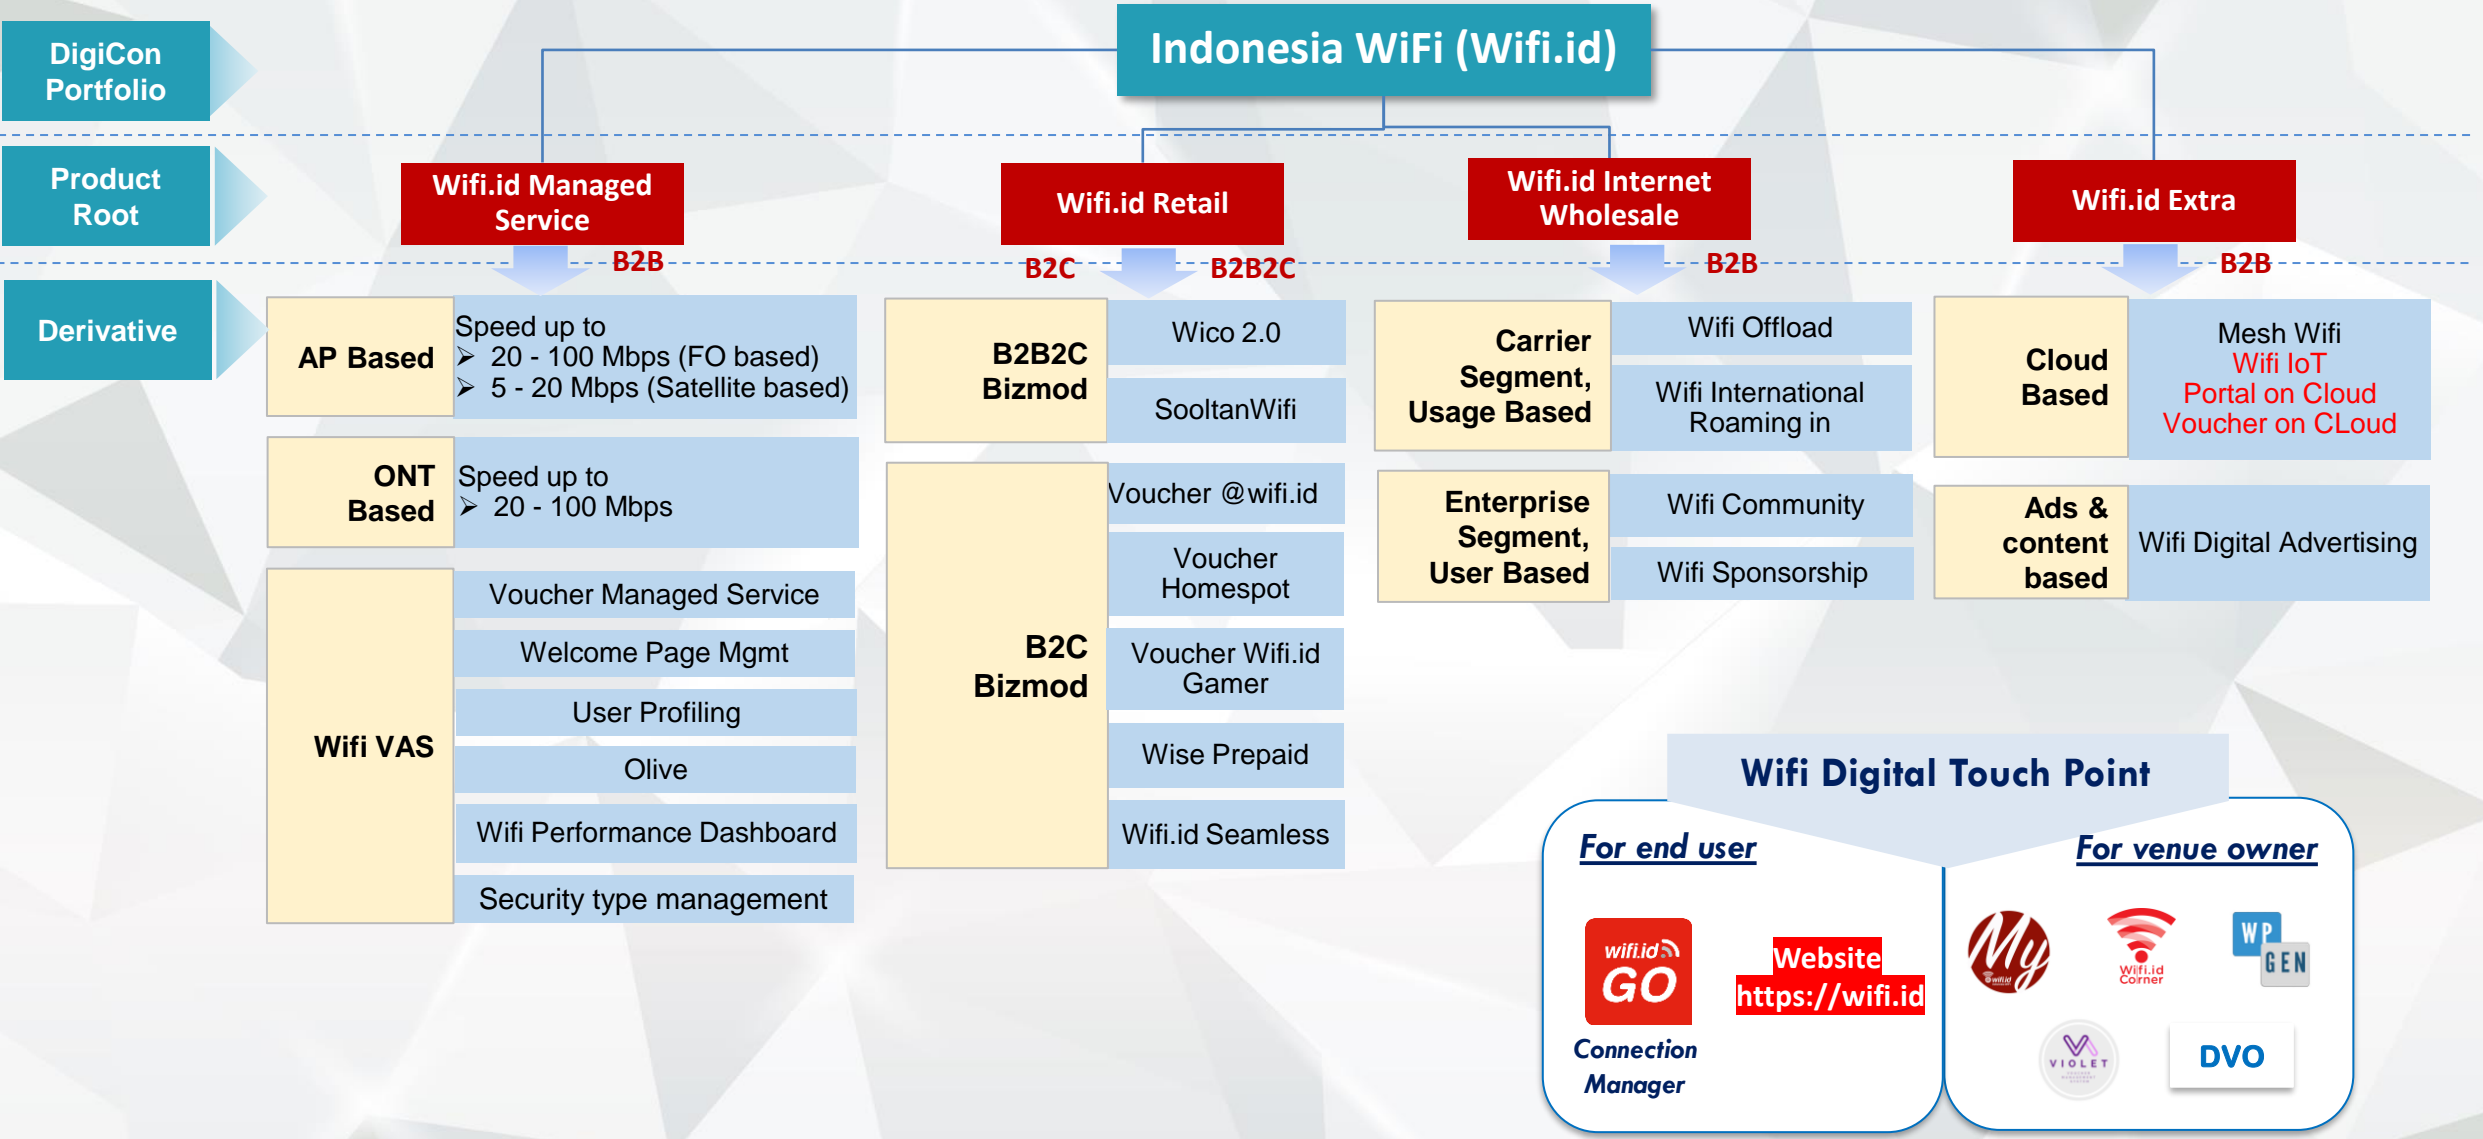 Indonesia WiFi (Wifi.id)
DigiCon
Portfolio
Product
Root
Wifi.id Managed
Service
Wifi.id Retail
Wifi.id Internet
Wholesale
Wifi.id Extra
B2B
B2C
B2B2C
B2B
B2B
Derivative
AP Based
Speed up to
➢ 20 - 100 Mbps (FO based)
➢ 5 - 20 Mbps (Satellite based)
ONT
Based
Speed up to
➢ 20 - 100 Mbps
Wifi VAS
Voucher Managed Service
Welcome Page Mgmt
User Profiling
Olive
Wifi Performance Dashboard
Security type management
B2B2C
Bizmod
Wico 2.0
SooltanWifi
B2C
Bizmod
Voucher @wifi.id
Voucher
Homespot
Voucher Wifi.id
Gamer
Wise Prepaid
Wifi.id Seamless
Carrier
Segment,
Usage Based
Wifi Offload
Wifi International
Roaming in
Enterprise
Segment,
User Based
Wifi Community
Wifi Sponsorship
Cloud
Based
Mesh Wifi
Wifi IoT
Portal on Cloud
Voucher on CLoud
Ads &
content
based
Wifi Digital Advertising
Wifi Digital Touch Point
For end user
wifi.id
GO
Connection
Manager
Website
https://wifi.id
For venue owner
My
wifi.id
Wifi.id
Corner
WP
GEN
VIOLET
DVO